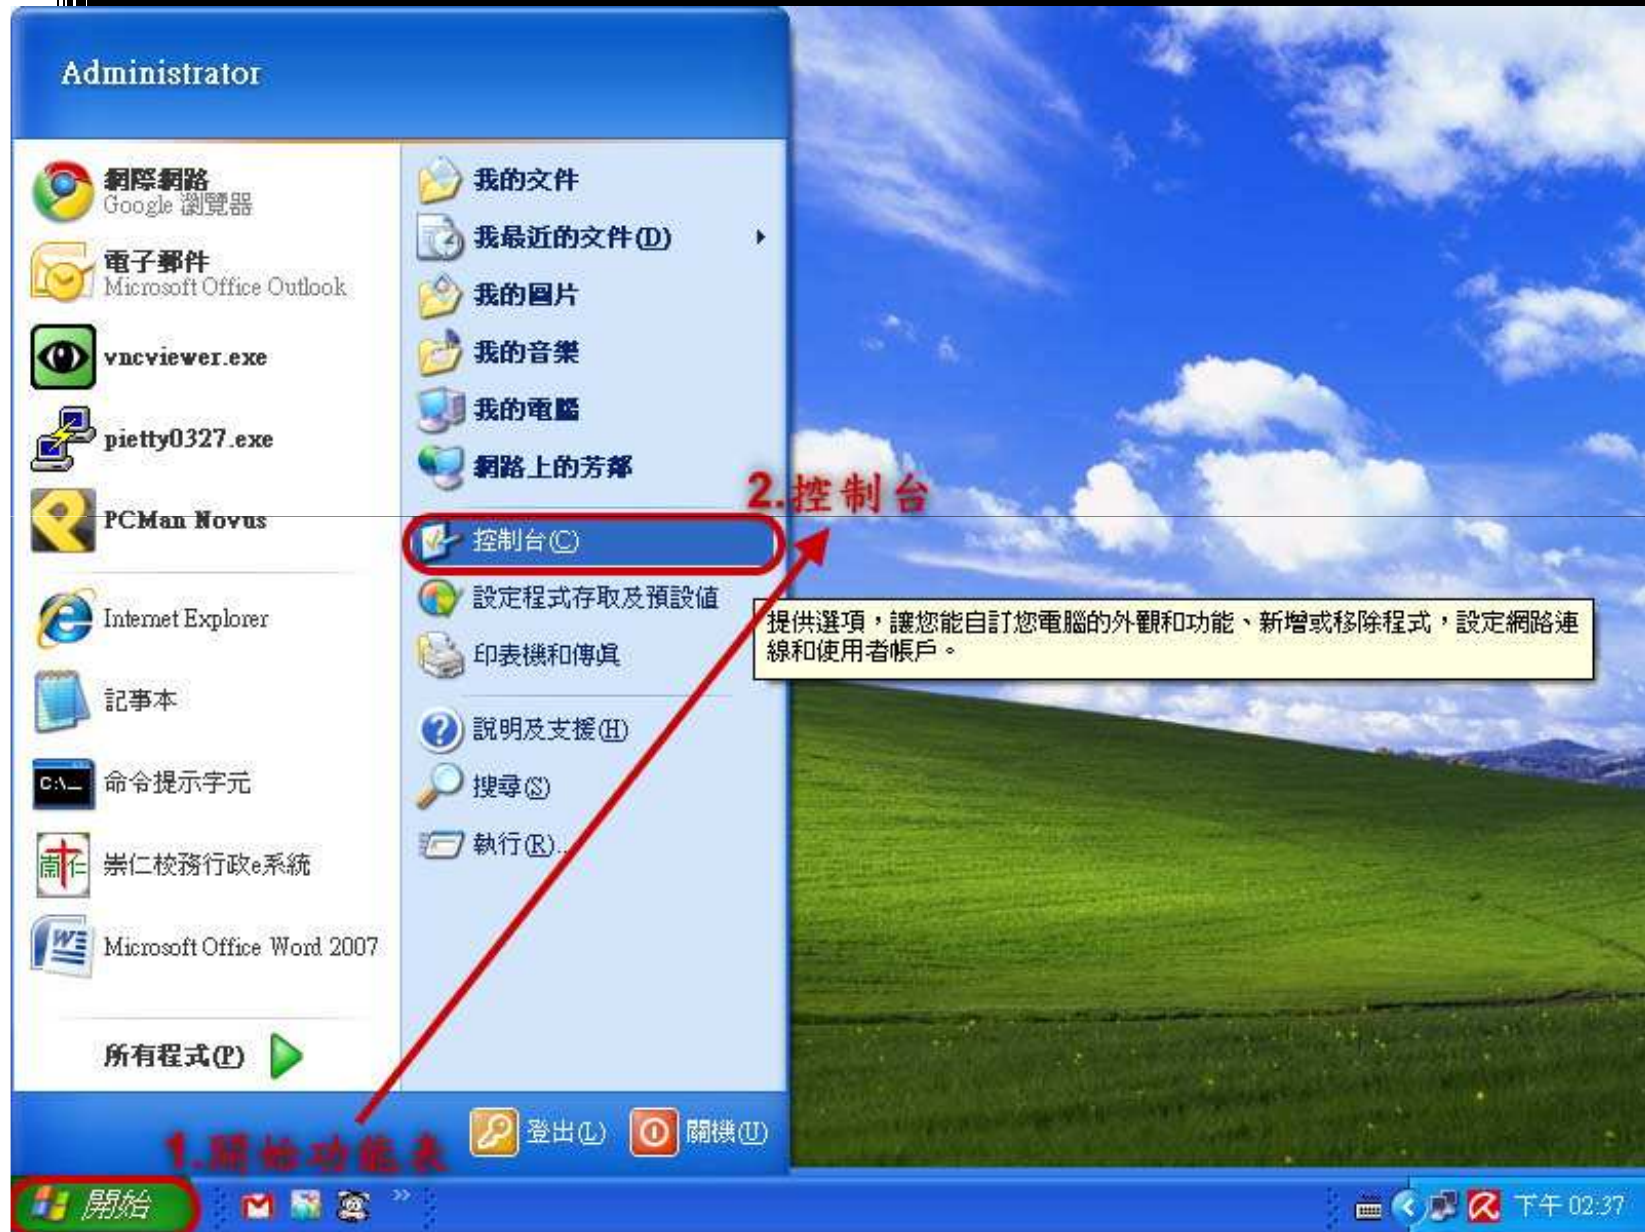 Administrator
網際網路
Google 瀏覽器
電子郵件
Microsoft Office Outlook
vncviewer.exe
pietty0327.exe
PCMan Novus
Internet Explorer
記事本
命令提示字元
崇仁
崇仁校務行政e系統
Microsoft Office Word 2007
所有程式(P)
我的文件
我最近的文件(D)
我的圖片
我的音樂
我的電腦
網路上的芳鄰
2.控制台
控制台(C)
設定程式存取及預設值
印表機和傳真
提供選項，讓您能自訂您電腦的外觀和功能、新增或移除程式，設定網路連
線和使用者帳戶。
說明及支援(H)
搜尋(S)
執行(R)...
C:\_
登出(L)
關機(U)
1.開始功能表
開始
下午 02:37